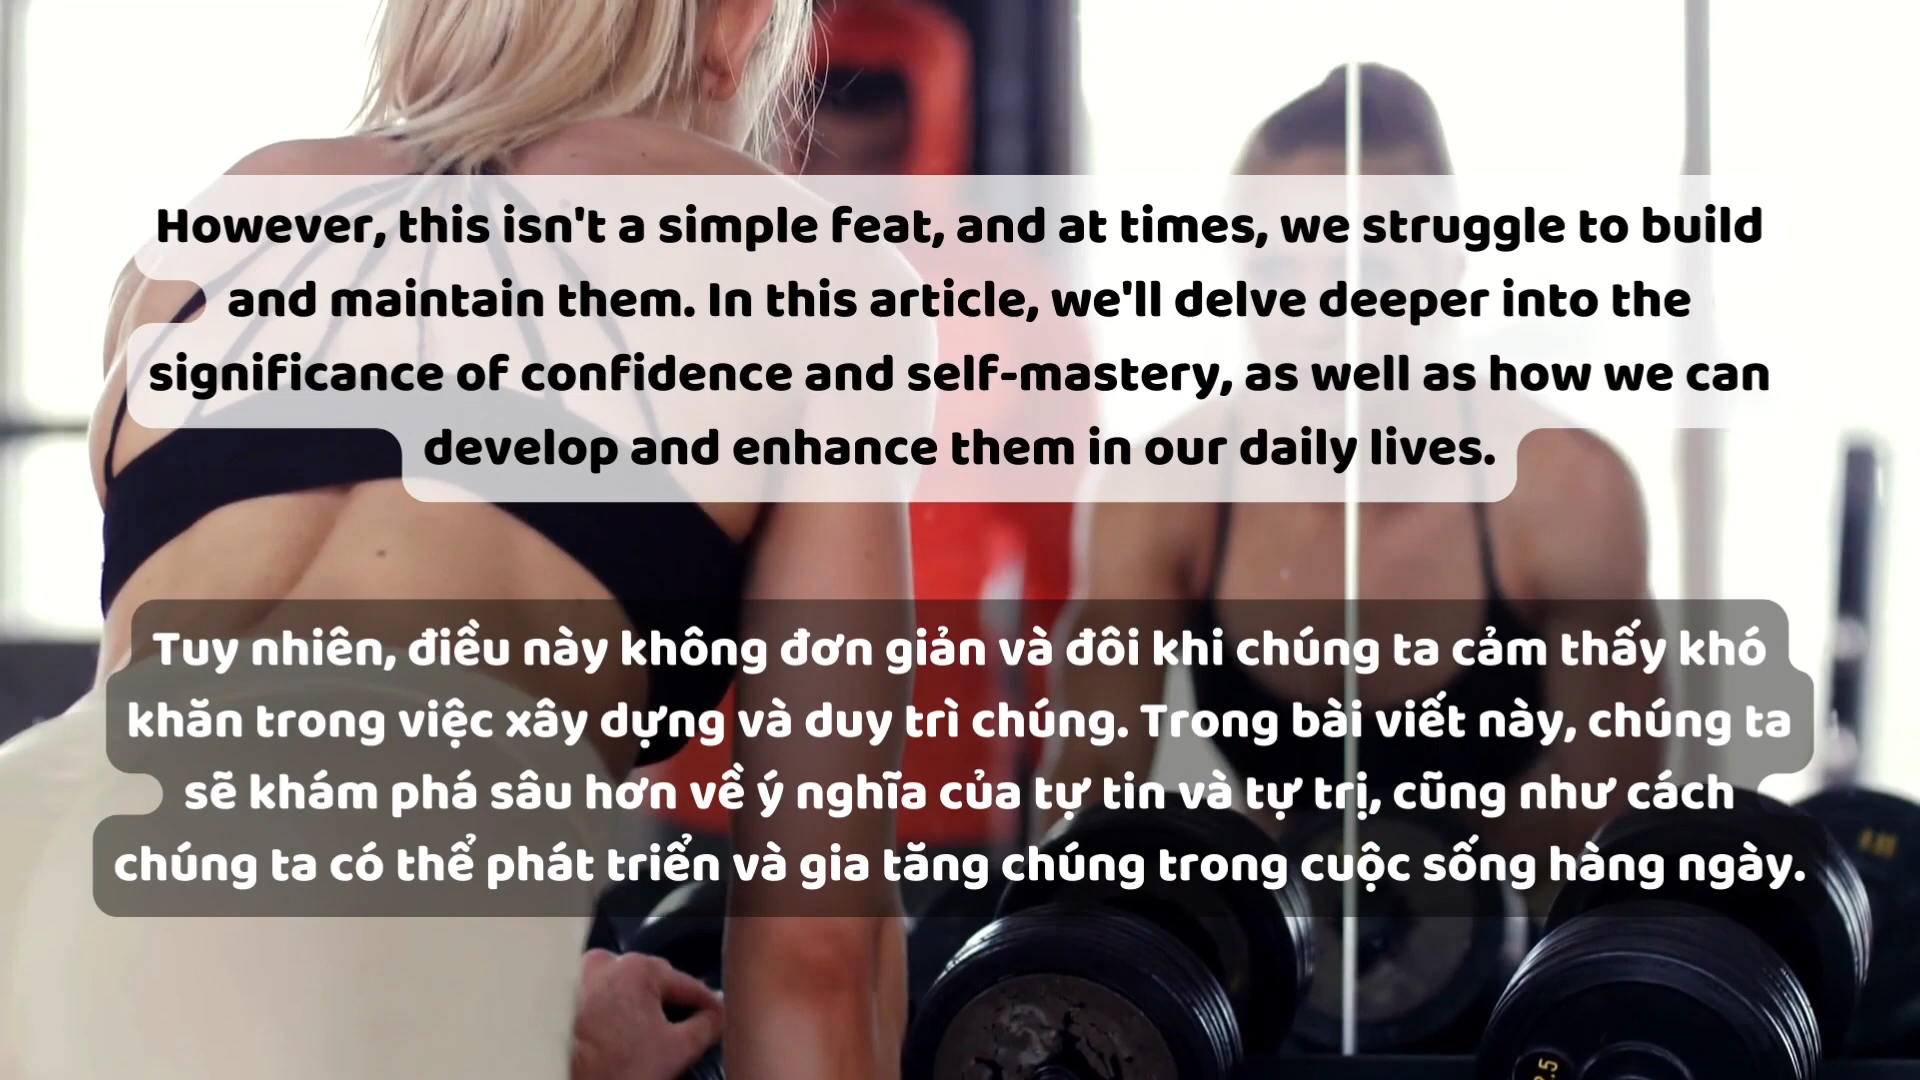 However, this isn't a simple feat, and at times, we struggle to build
and maintain them. In this article, we'll delve deeper into the
significance of confidence and self-mastery, as well as how we can
develop and enhance them in our daily lives.
Tuy nhiên, điều này không đơn giản và đôi khi chúng ta cảm thấy khó
khăn trong việc xây dựng và duy trì chúng. Trong bài viết này, chúng ta
sẽ khám phá sâu hơn về ý nghĩa của tự tin và tự trị, cũng như cách
chúng ta có thể phát triển và gia tăng chúng trong cuộc sống hàng ngày.